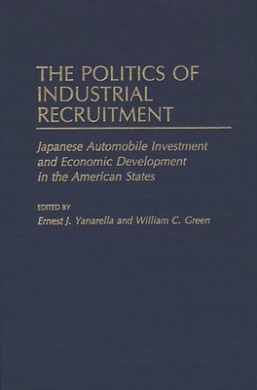 THE POLITICS OF
INDUSTRIAL
RECRUITMENT
Japanese Automobile Investment
and Economic Development
in the American States
EDITED BY
Ernest J. Yanarella and William C. Green